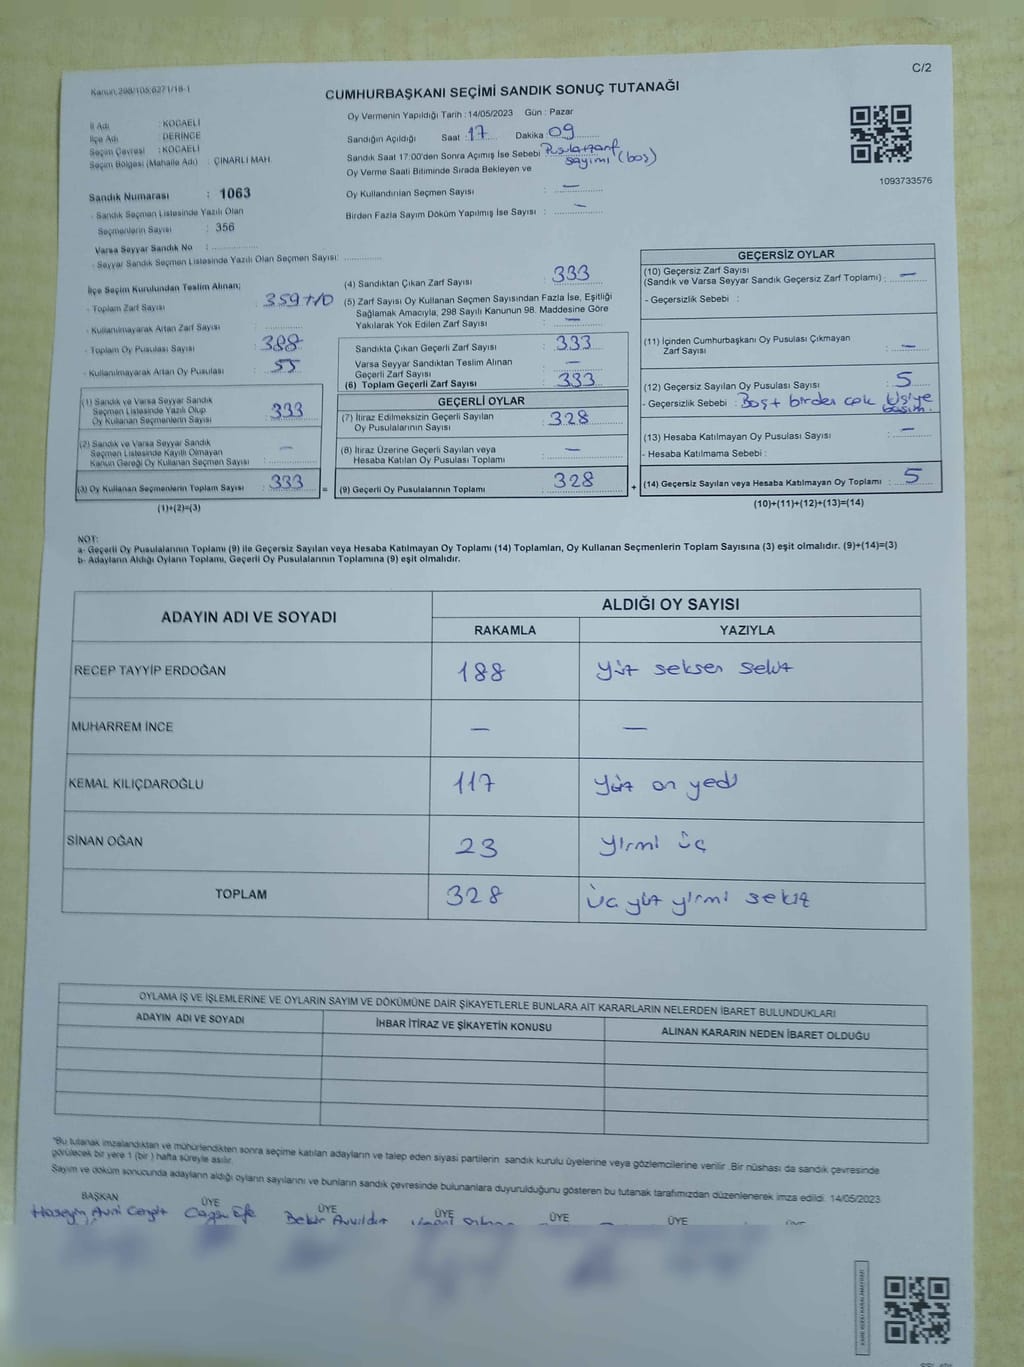 C/2
Kanun:298/105;6271/18-1
CUMHURBAŞKANI SEÇİMİ SANDIK SONUÇ TUTANAĞI
İl Adı : KOCAELİ
İlçe Adı : DERİNCE
Seçim Çevresi : KOCAELİ
Seçim Bölgesi (Mahalle Adı) : ÇINARLI MAH.
Sandık Numarası : 1063
- Sandık Seçmen Listesinde Yazılı Olan
Seçmenlerin Sayısı : 356
Varsa Seyyar Sandık No :
- Seyyar Sandık Seçmen Listesinde Yazılı Olan Seçmen Sayısı:
Oy Vermenin Yapıldığı Tarih : 14/05/2023 Gün : Pazar
Sandığın Açıldığı Saat : 17 Dakika 09
Sandık Saat 17:00'den Sonra Açılmış İse Sebebi Pusula+zarf
sayımı (boş)
Oy Verme Saati Bitiminde Sırada Bekleyen ve
Oy Kullandırılan Seçmen Sayısı : —
Birden Fazla Sayım Döküm Yapılmış İse Sayısı : —
1093733576
İlçe Seçim Kurulundan Teslim Alınan;
- Toplam Zarf Sayısı : 359+10
- Kullanılmayarak Artan Zarf Sayısı :
- Toplam Oy Pusulası Sayısı : 388
- Kullanılmayarak Artan Oy Pusulası : 55
(1) Sandık ve Varsa Seyyar Sandık
Seçmen Listesinde Yazılı Olup
Oy Kullanan Seçmenlerin Sayısı : 333
(2) Sandık ve Varsa Seyyar Sandık
Seçmen Listesinde Kayıtlı Olmayan
Kanun Gereği Oy Kullanan Seçmen Sayısı : —
(3) Oy Kullanan Seçmenlerin Toplam Sayısı : 333
(1)+(2)=(3)
(4) Sandıktan Çıkan Zarf Sayısı : 333
(5) Zarf Sayısı Oy Kullanan Seçmen Sayısından Fazla İse, Eşitliği
Sağlamak Amacıyla, 298 Sayılı Kanunun 98. Maddesine Göre
Yakılarak Yok Edilen Zarf Sayısı : —
Sandıkta Çıkan Geçerli Zarf Sayısı : 333
Varsa Seyyar Sandıktan Teslim Alınan
Geçerli Zarf Sayısı : —
(6) Toplam Geçerli Zarf Sayısı : 333
GEÇERLİ OYLAR
(7) İtiraz Edilmeksizin Geçerli Sayılan
Oy Pusulalarının Sayısı : 328
(8) İtiraz Üzerine Geçerli Sayılan veya
Hesaba Katılan Oy Pusulası Toplamı : —
= (9) Geçerli Oy Pusulalarının Toplamı : 328
GEÇERSİZ OYLAR
(10) Geçersiz Zarf Sayısı
(Sandık ve Varsa Seyyar Sandık Geçersiz Zarf Toplamı) : —
- Geçersizlik Sebebi :
(11) İçinden Cumhurbaşkanı Oy Pusulası Çıkmayan
Zarf Sayısı : —
(12) Geçersiz Sayılan Oy Pusulası Sayısı : 5
- Geçersizlik Sebebi : Boş + birden çok kişiye
basım.
(13) Hesaba Katılmayan Oy Pusulası Sayısı : —
- Hesaba Katılmama Sebebi :
+ (14) Geçersiz Sayılan veya Hesaba Katılmayan Oy Toplamı : 5
(10)+(11)+(12)+(13)=(14)
NOT:
a- Geçerli Oy Pusulalarının Toplamı (9) ile Geçersiz Sayılan veya Hesaba Katılmayan Oy Toplamı (14) Toplamları, Oy Kullanan Seçmenlerin Toplam Sayısına (3) eşit olmalıdır. (9)+(14)=(3)
b- Adayların Aldığı Oyların Toplamı, Geçerli Oy Pusulalarının Toplamına (9) eşit olmalıdır.
ADAYIN ADI VE SOYADI ALDIĞI OY SAYISI
RAKAMLA YAZIYLA
RECEP TAYYİP ERDOĞAN 188 Yüz seksen sekiz
MUHARREM İNCE — —
KEMAL KILIÇDAROĞLU 117 Yüz on yedi
SİNAN OĞAN 23 Yirmi üç
TOPLAM 328 üç yüz yirmi sekiz
OYLAMA İŞ VE İŞLEMLERİNE VE OYLARIN SAYIM VE DÖKÜMÜNE DAİR ŞİKAYETLERLE BUNLARA AİT KARARLARIN NELERDEN İBARET BULUNDUKLARI
ADAYIN ADI VE SOYADI İHBAR İTİRAZ VE ŞİKAYETİN KONUSU ALINAN KARARIN NEDEN İBARET OLDUĞU
*Bu tutanak imzalandıktan ve mühürlendikten sonra seçime katılan adayların ve talep eden siyasi partilerin sandık kurulu üyelerine veya gözlemcilerine verilir. Bir nüshası da sandık çevresinde
görülecek bir yere 1 (bir) hafta süreyle asılır.
Sayım ve döküm sonucunda adayların aldığı oyların sayılarını ve bunların sandık çevresinde bulunanlara duyurulduğunu gösteren bu tutanak tarafımızdan düzenlenerek imza edildi. 14/05/2023
BAŞKAN ÜYE ÜYE ÜYE ÜYE ÜYE